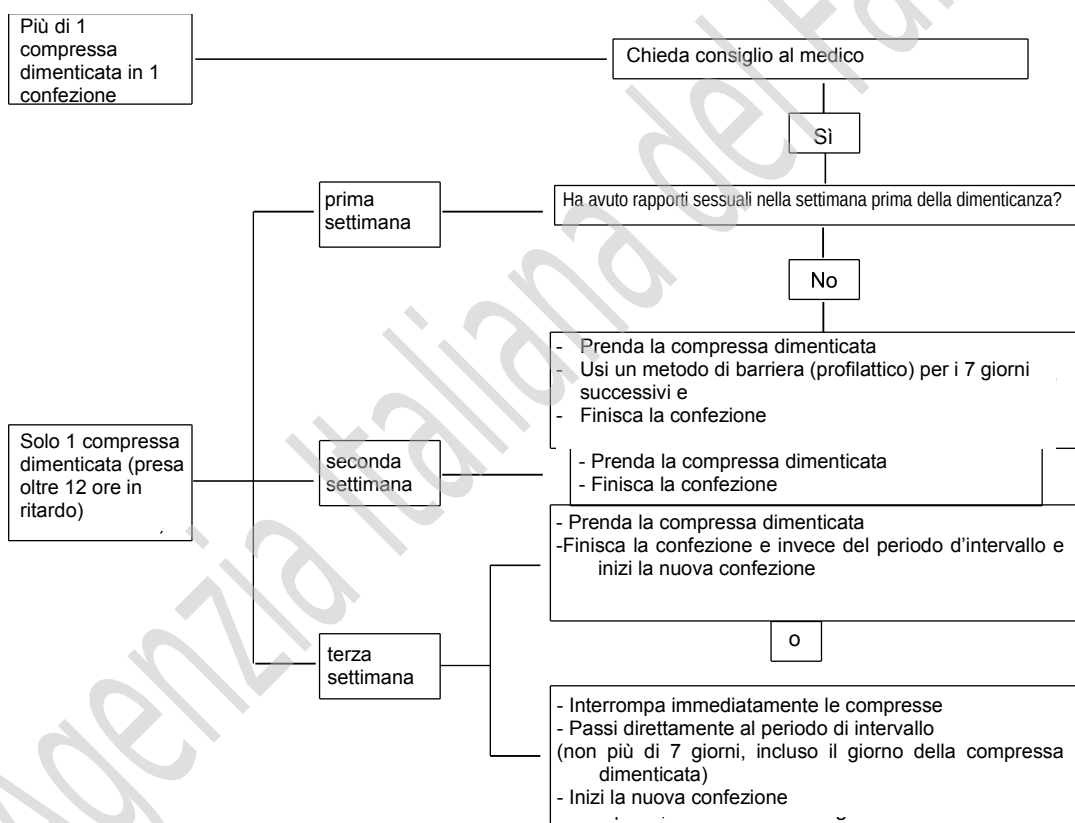 Più di 1
compressa
dimenticata in 1
confezione
Chieda consiglio al medico
Sì
prima
settimana
Ha avuto rapporti sessuali nella settimana prima della dimenticanza?
No
- Prenda la compressa dimenticata
- Usi un metodo di barriera (profilattico) per i 7 giorni
successivi e
- Finisca la confezione
Solo 1 compressa
dimenticata (presa
oltre 12 ore in
ritardo)
seconda
settimana
- Prenda la compressa dimenticata
- Finisca la confezione
- Prenda la compressa dimenticata
-Finisca la confezione e invece del periodo d'intervallo e
inizi la nuova confezione
o
terza
settimana
- Interrompa immediatamente le compresse
- Passi direttamente al periodo di intervallo
(non più di 7 giorni, incluso il giorno della compressa
dimenticata)
- Inizi la nuova confezione
Agenzia Italiana del Fa